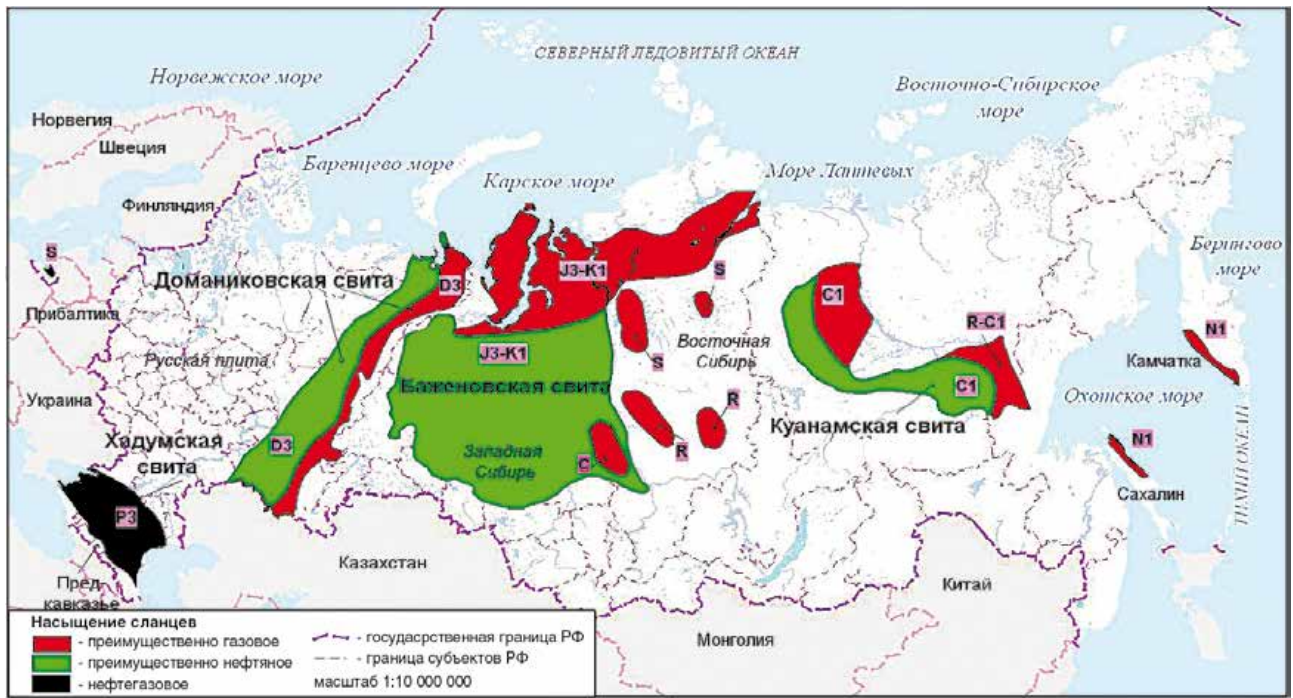 СЕВЕРНЫЙ ЛЕДОВИТЫЙ ОКЕАН
Норвежское море
Восточно-Сибирское
море
Норвегия
Швеция
Баренцево море
Карское море
Море Лаптевых
Финляндия
Берингово
море
S
Доманиковская свита
D3
J3-K1
S
C1
R-C1
N1
Прибалтика
Русская плита
J3-K1
S
Восточная
Сибирь
Камчатка
Баженовская свита
C1
Охотское море
Украина
Куанамская свита
Хадумская
свита
D3
Западная
Сибирь
C
R
R
N1
Сахалин
ТИХИЙ ОКЕАН
P3
Казахстан
Китай
Пред-
кавказье
Монголия
Насыщение сланцев
- преимущественно газовое
- преимущественно нефтяное
- нефтегазовое
- госудасрственная граница РФ
- граница субъектов РФ
масштаб 1:10 000 000